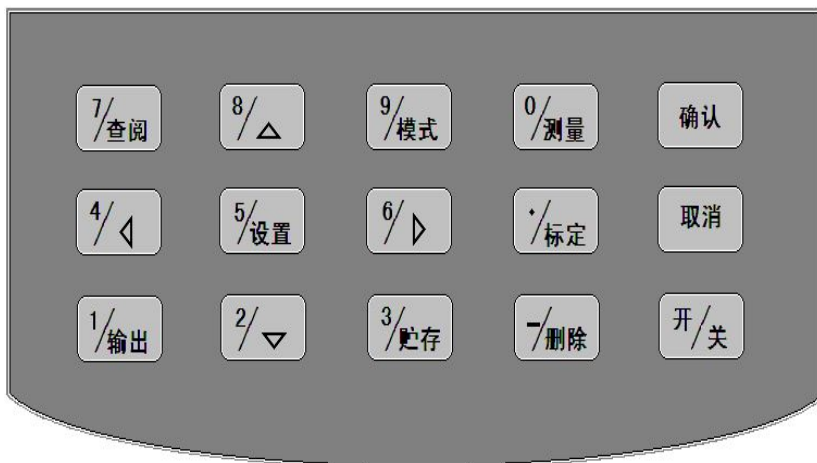 7/查阅 8/△ 9/模式 0/测量 确认
4/◁ 5/设置 6/▷ ·/标定 取消
1/输出 2/▽ 3/贮存 -/删除 开/关